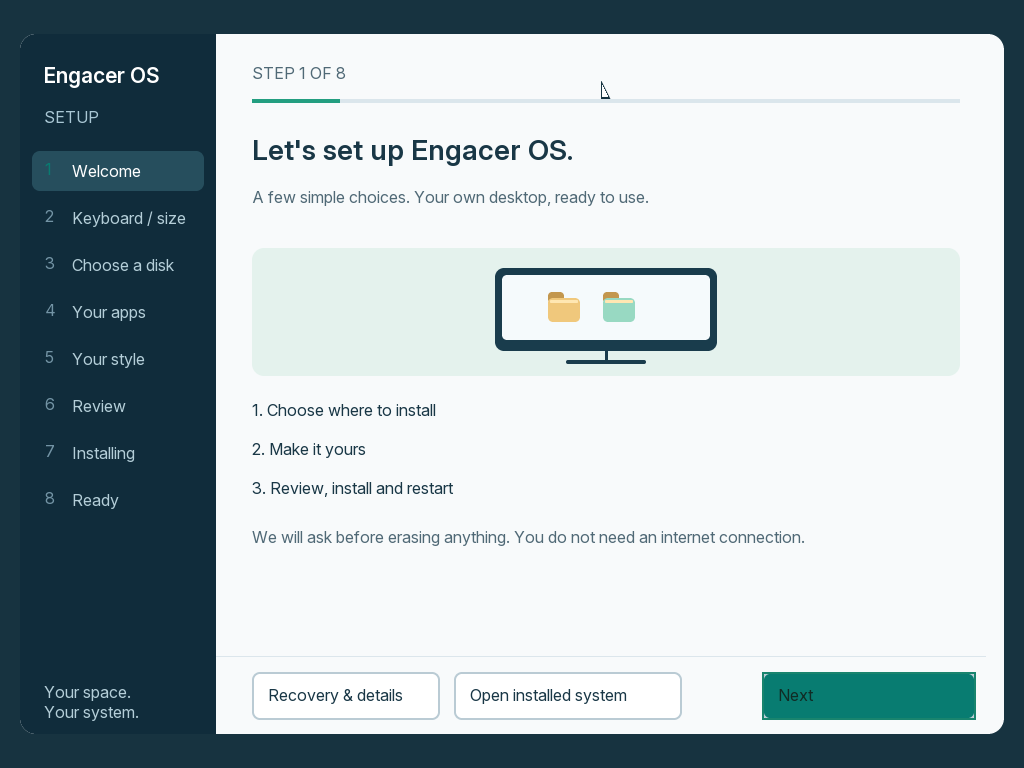 Engacer OS
SETUP
1 Welcome
2 Keyboard / size
3 Choose a disk
4 Your apps
5 Your style
6 Review
7 Installing
8 Ready
Your space.
Your system.
STEP 1 OF 8
Let's set up Engacer OS.
A few simple choices. Your own desktop, ready to use.
1. Choose where to install
2. Make it yours
3. Review, install and restart
We will ask before erasing anything. You do not need an internet connection.
Recovery & details
Open installed system
Next